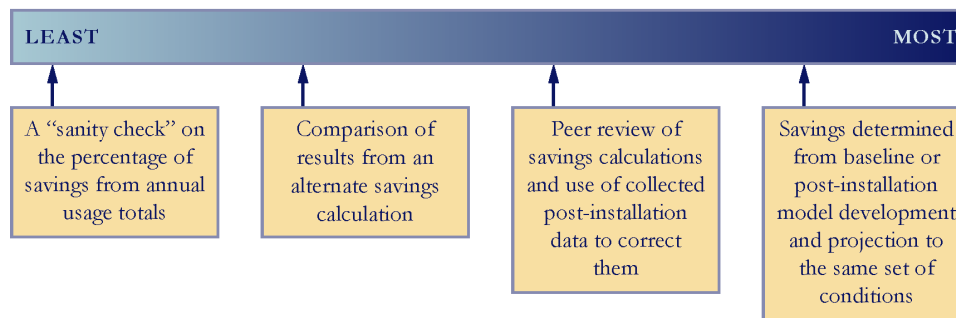 LEAST
MOST
A “sanity check” on
the percentage of
savings from annual
usage totals
Comparison of
results from an
alternate savings
calculation
Peer review of
savings calculations
and use of collected
post-installation
data to correct
them
Savings determined
from baseline or
post-installation
model development
and projection to
the same set of
conditions